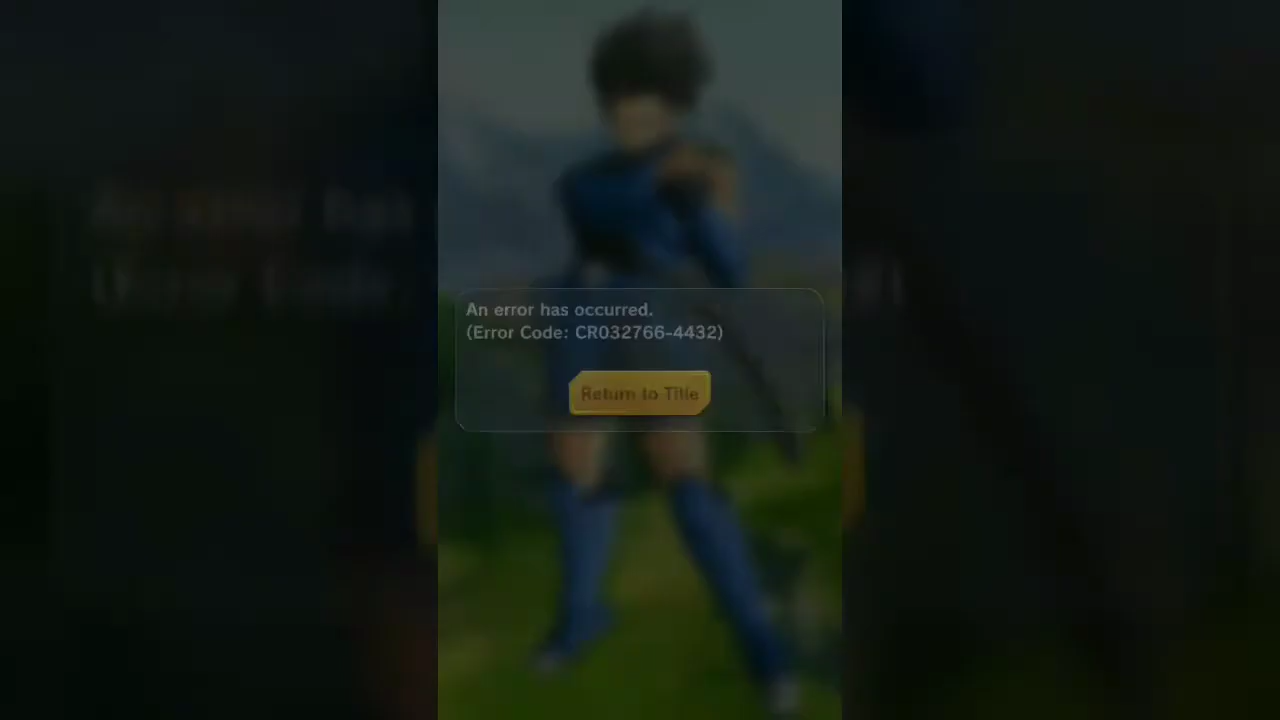 An error has occurred.
(Error Code: CR032766-4432)
Return to Title